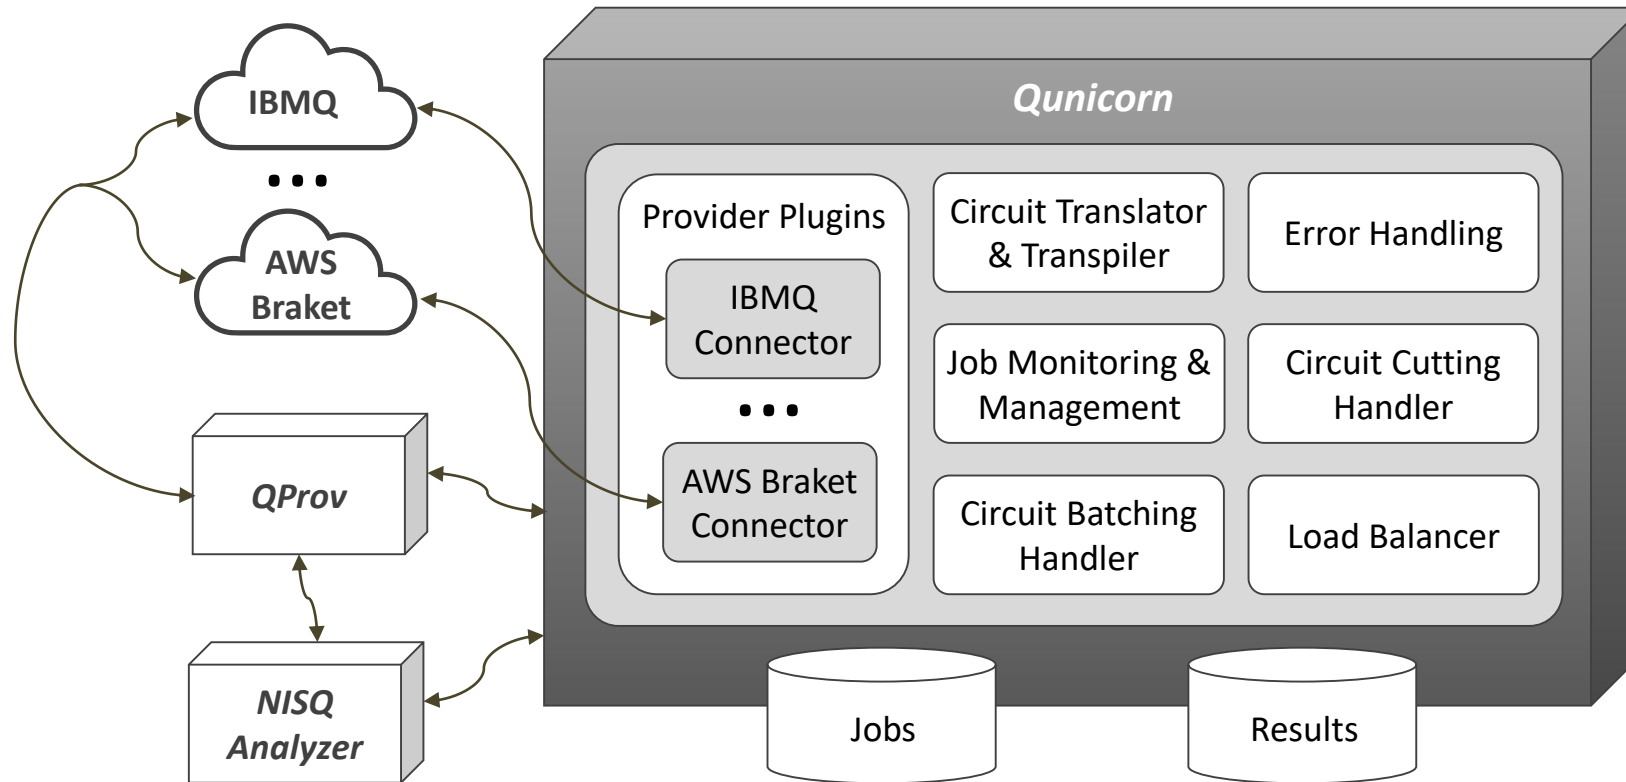 IBMQ
...
AWS
Braket
QProv
NISQ
Analyzer
Qunicorn
Provider Plugins
IBMQ
Connector
...
AWS Braket
Connector
Circuit Translator
& Transpiler
Error Handling
Job Monitoring &
Management
Circuit Cutting
Handler
Circuit Batching
Handler
Load Balancer
Jobs
Results